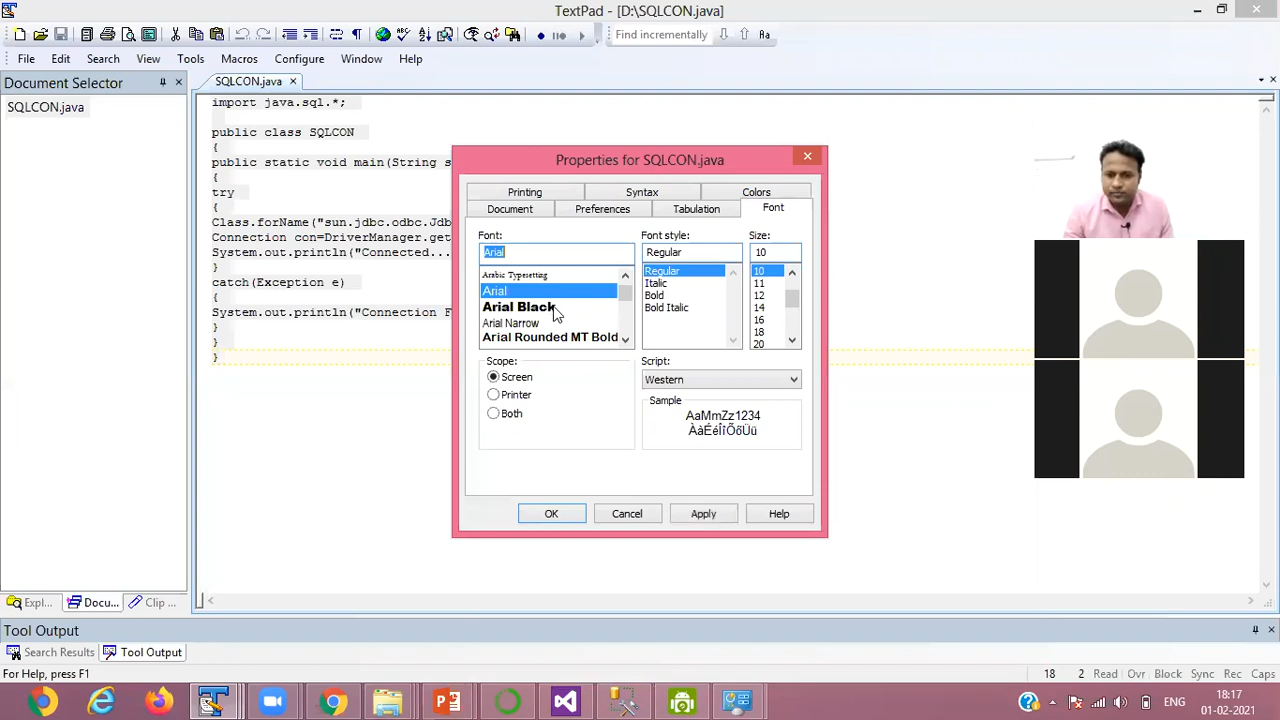 TextPad - [D:\SQLCON.java]
Find incrementally
Aa
File Edit Search View Tools Macros Configure Window Help
Document Selector
SQLCON.java
SQLCON.java
import java.sql.*;
public class SQLCON
{
public static void main(String s
{
try
{
Class.forName("sun.jdbc.odbc.Jdb
Connection con=DriverManager.get
System.out.println("Connected...
}
catch(Exception e)
{
System.out.println("Connection F
}
}
}
Properties for SQLCON.java
Printing Syntax Colors
Document Preferences Tabulation Font
Font: Font style: Size:
Arial Regular 10
Arabic Typesetting
Arial
Arial Black
Arial Narrow
Arial Rounded MT Bold
Regular
Italic
Bold
Bold Italic
10
11
12
14
16
18
20
Scope:
Screen
Printer
Both
Script:
Western
Sample
AaMmZz1234
ÀàÉéÎîÕõÜü
OK Cancel Apply Help
Expl... Docu... Clip ...
Tool Output
Search Results Tool Output
For Help, press F1
18 2 Read Ovr Block Sync Rec Caps
ENG
18:17
01-02-2021